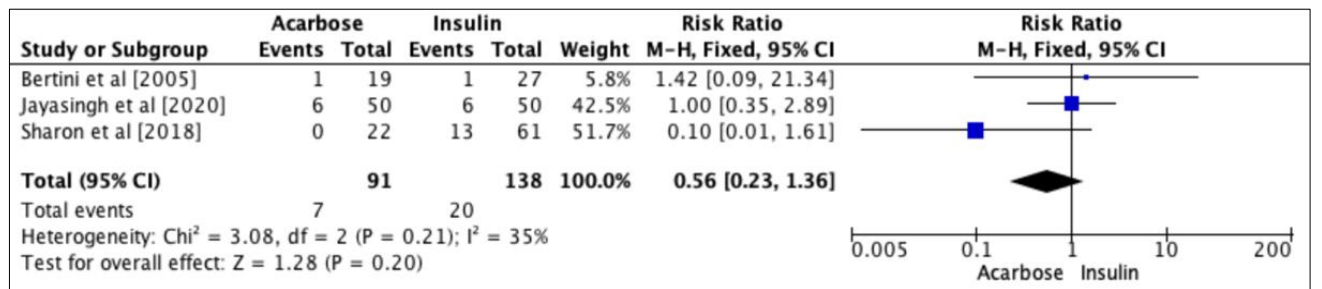 Acarbose Insulin Risk Ratio Risk Ratio
Study or Subgroup Events Total Events Total Weight M-H, Fixed, 95% CI M-H, Fixed, 95% CI
Bertini et al [2005] 1 19 1 27 5.8% 1.42 [0.09, 21.34]
Jayasingh et al [2020] 6 50 6 50 42.5% 1.00 [0.35, 2.89]
Sharon et al [2018] 0 22 13 61 51.7% 0.10 [0.01, 1.61]
Total (95% CI) 91 138 100.0% 0.56 [0.23, 1.36]
Total events 7 20
Heterogeneity: Chi² = 3.08, df = 2 (P = 0.21); I² = 35%
Test for overall effect: Z = 1.28 (P = 0.20)
0.005 0.1 1 10 200
Acarbose Insulin